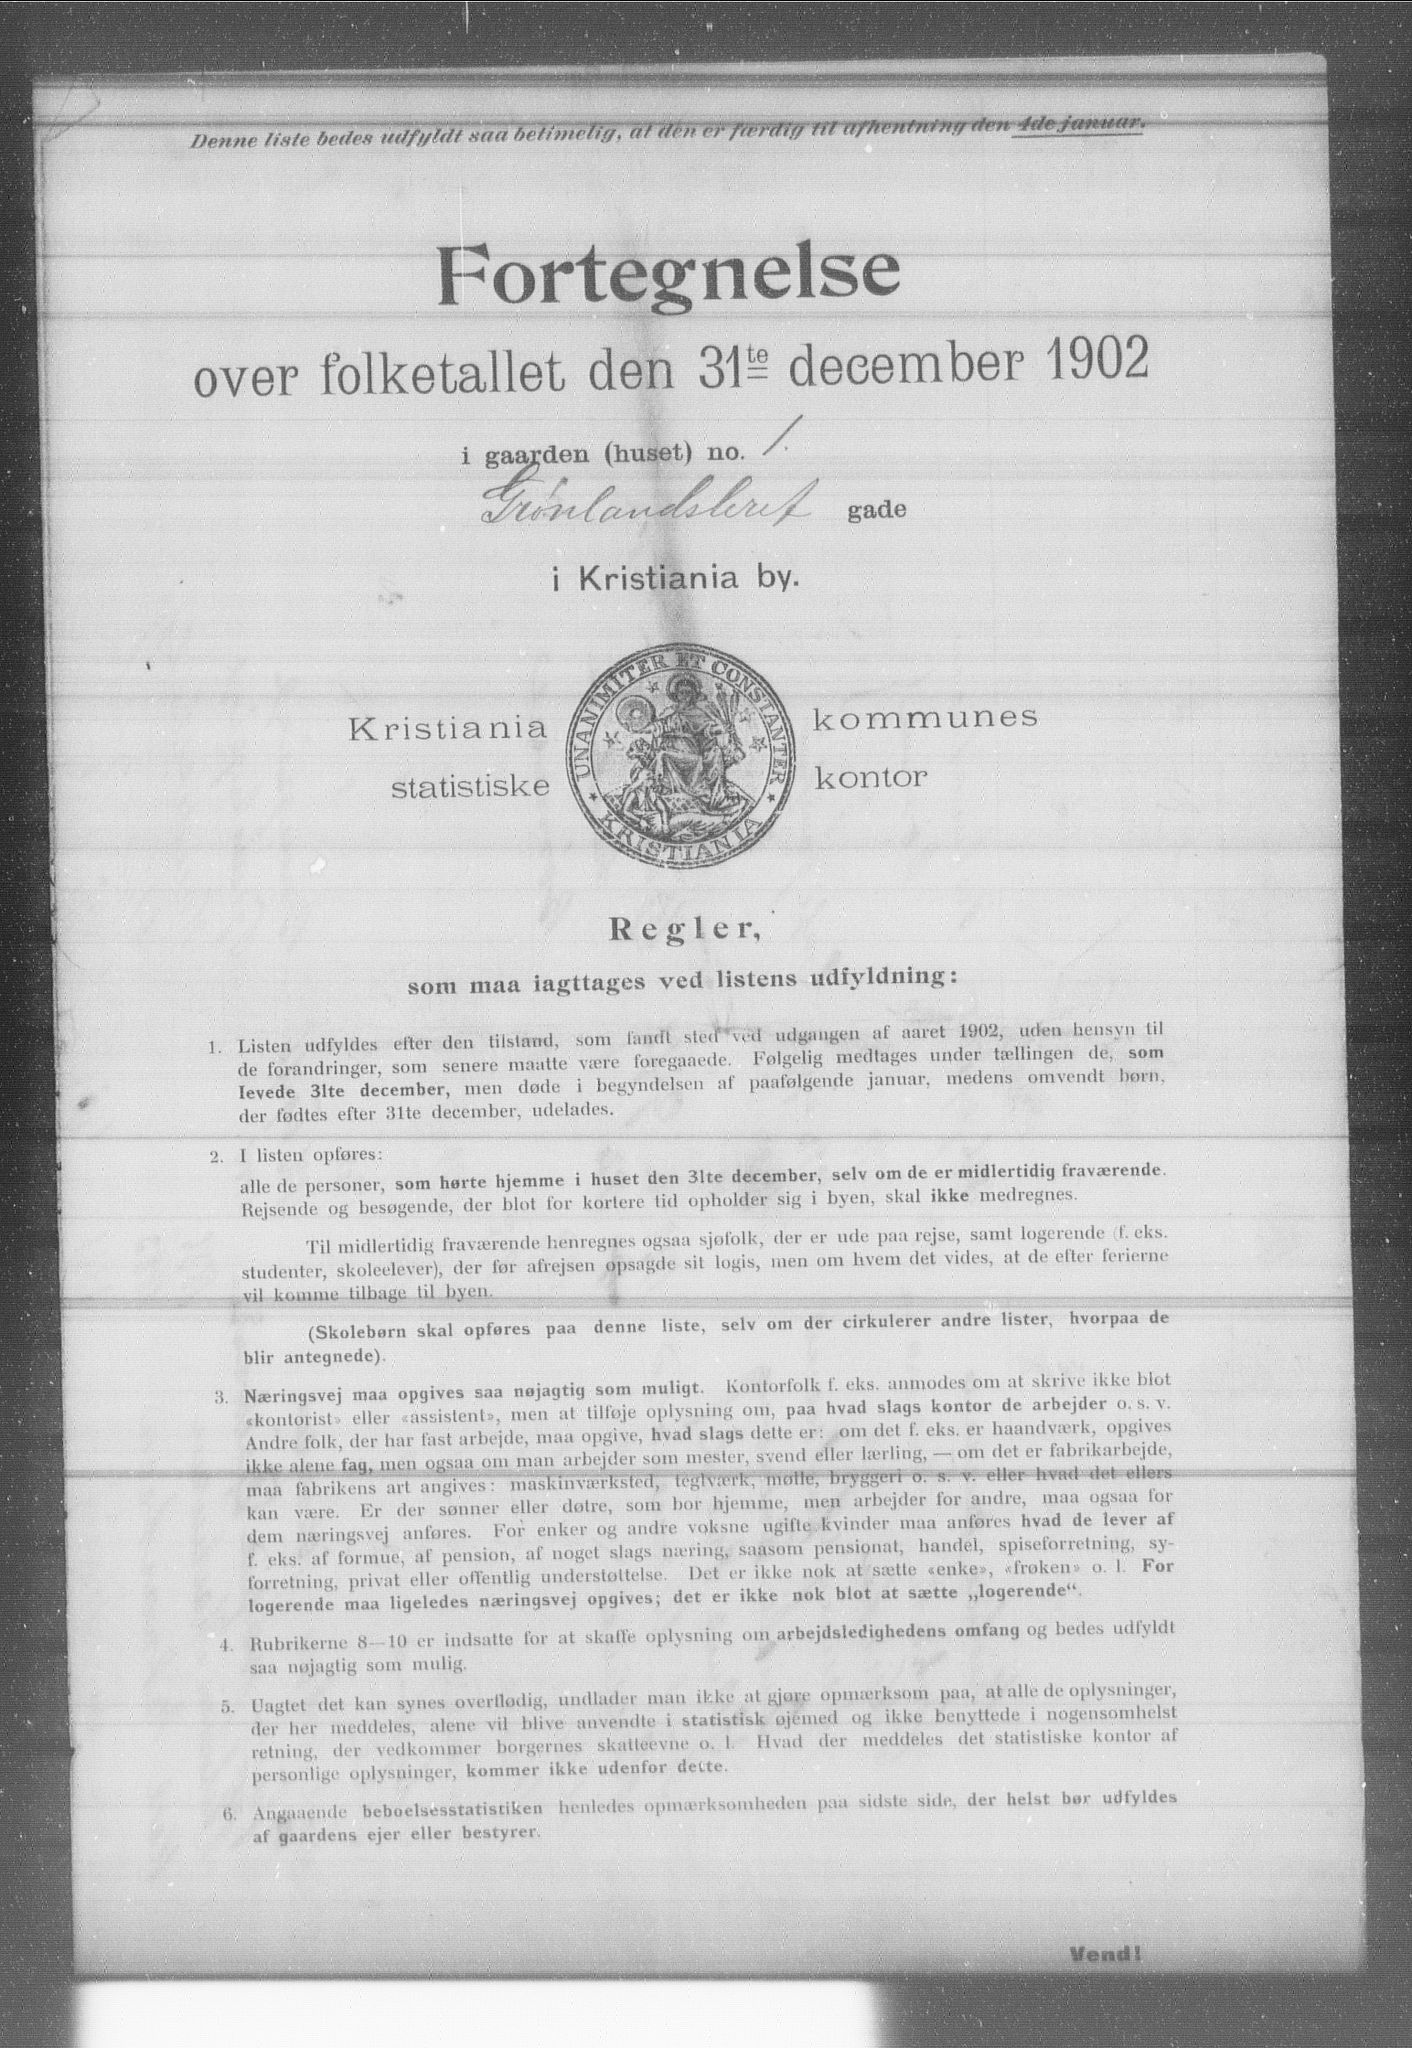 Denne liste bedes udfyldt saa betimelig, at den er færdig til afhentning den 4de januar.
Fortegnelse
over folketallet den 31te december 1902
i gaarden (huset) no. 1.
Grønlandsleret gade
i Kristiania by.
UNANIMITER ET CONSTANTER
KRISTIANIA
Kristiania kommunes
statistiske kontor
Regler,
som maa iagttages ved listens udfyldning:
1. Listen udfyldes efter den tilstand, som fandt sted ved udgangen af aaret 1902, uden hensyn til
de forandringer, som senere maatte være foregaaede. Følgelig medtages under tællingen de, som
levede 31te december, men døde i begyndelsen af paafølgende januar, medens omvendt børn,
der fødtes efter 31te december, udelades.
2. I listen opføres:
alle de personer, som hørte hjemme i huset den 31te december, selv om de er midlertidig fraværende.
Rejsende og besøgende, der blot for kortere tid opholder sig i byen, skal ikke medregnes.
Til midlertidig fraværende henregnes ogsaa sjøfolk, der er ude paa rejse, samt logerende (f. eks.
studenter, skoleelever), der før afrejsen opsagde sit logis, men om hvem det vides, at de efter ferierne
vil komme tilbage til byen.
(Skolebørn skal opføres paa denne liste, selv om der cirkulerer andre lister, hvorpaa de
blir antegnede).
3. Næringsvej maa opgives saa nøjagtig som muligt. Kontorfolk f. eks. anmodes om at skrive ikke blot
«kontorist» eller «assistent», men at tilføje oplysning om, paa hvad slags kontor de arbejder o. s. v.
Andre folk, der har fast arbejde, maa opgive, hvad slags dette er: om det f. eks. er haandværk, opgives
ikke alene fag, men ogsaa om man arbejder som mester, svend eller lærling, — om det er fabrikarbejde,
maa fabrikens art angives: maskinværksted, teglværk, mølle, bryggeri o. s. v. eller hvad det ellers
kan være. Er der sønner eller døtre, som bor hjemme, men arbejder for andre, maa ogsaa for
dem næringsvej anføres. For enker og andre voksne ugifte kvinder maa anføres hvad de lever af
f. eks. af formue, af pension, af noget slags næring, saasom pensionat, handel, spiseforretning, sy-
forretning, privat eller offentlig understøttelse. Det er ikke nok at sætte «enke», «frøken» o. l. For
logerende maa ligeledes næringsvej opgives; det er ikke nok blot at sætte „logerende“.
4. Rubrikerne 8—10 er indsatte for at skaffe oplysning om arbejdsledighedens omfang og bedes udfyldt
saa nøjagtig som mulig.
5. Uagtet det kan synes overflødig, undlader man ikke at gjøre opmærksom paa, at alle de oplysninger,
der her meddeles, alene vil blive anvendte i statistisk øjemed og ikke benyttede i nogensomhelst
retning, der vedkommer borgernes skatteevne o. l. Hvad der meddeles det statistiske kontor af
personlige oplysninger, kommer ikke udenfor dette.
6. Angaaende beboelsesstatistiken henledes opmærksomheden paa sidste side, der helst bør udfyldes
af gaardens ejer eller bestyrer.
Vend!